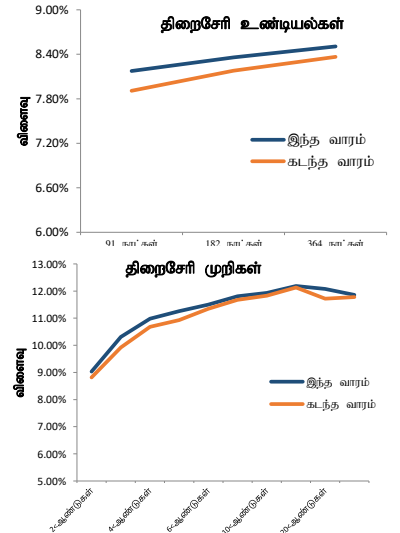 திறைசேரி உண்டியல்கள்
9.00%
8.40%
7.80%
7.20%
6.60%
6.00%
விளைவு
இந்த வாரம்
கடந்த வாரம்
91 நாட்கள்
182 நாட்கள்
364 நாட்கள்
திறைசேரி முறிகள்
13.00%
12.00%
11.00%
10.00%
9.00%
8.00%
7.00%
6.00%
5.00%
விளைவு
இந்த வாரம்
கடந்த வாரம்
2<ஆண்டுகள்
4<ஆண்டுகள்
6<ஆண்டுகள்
10<ஆண்டுகள்
20<ஆண்டுகள்